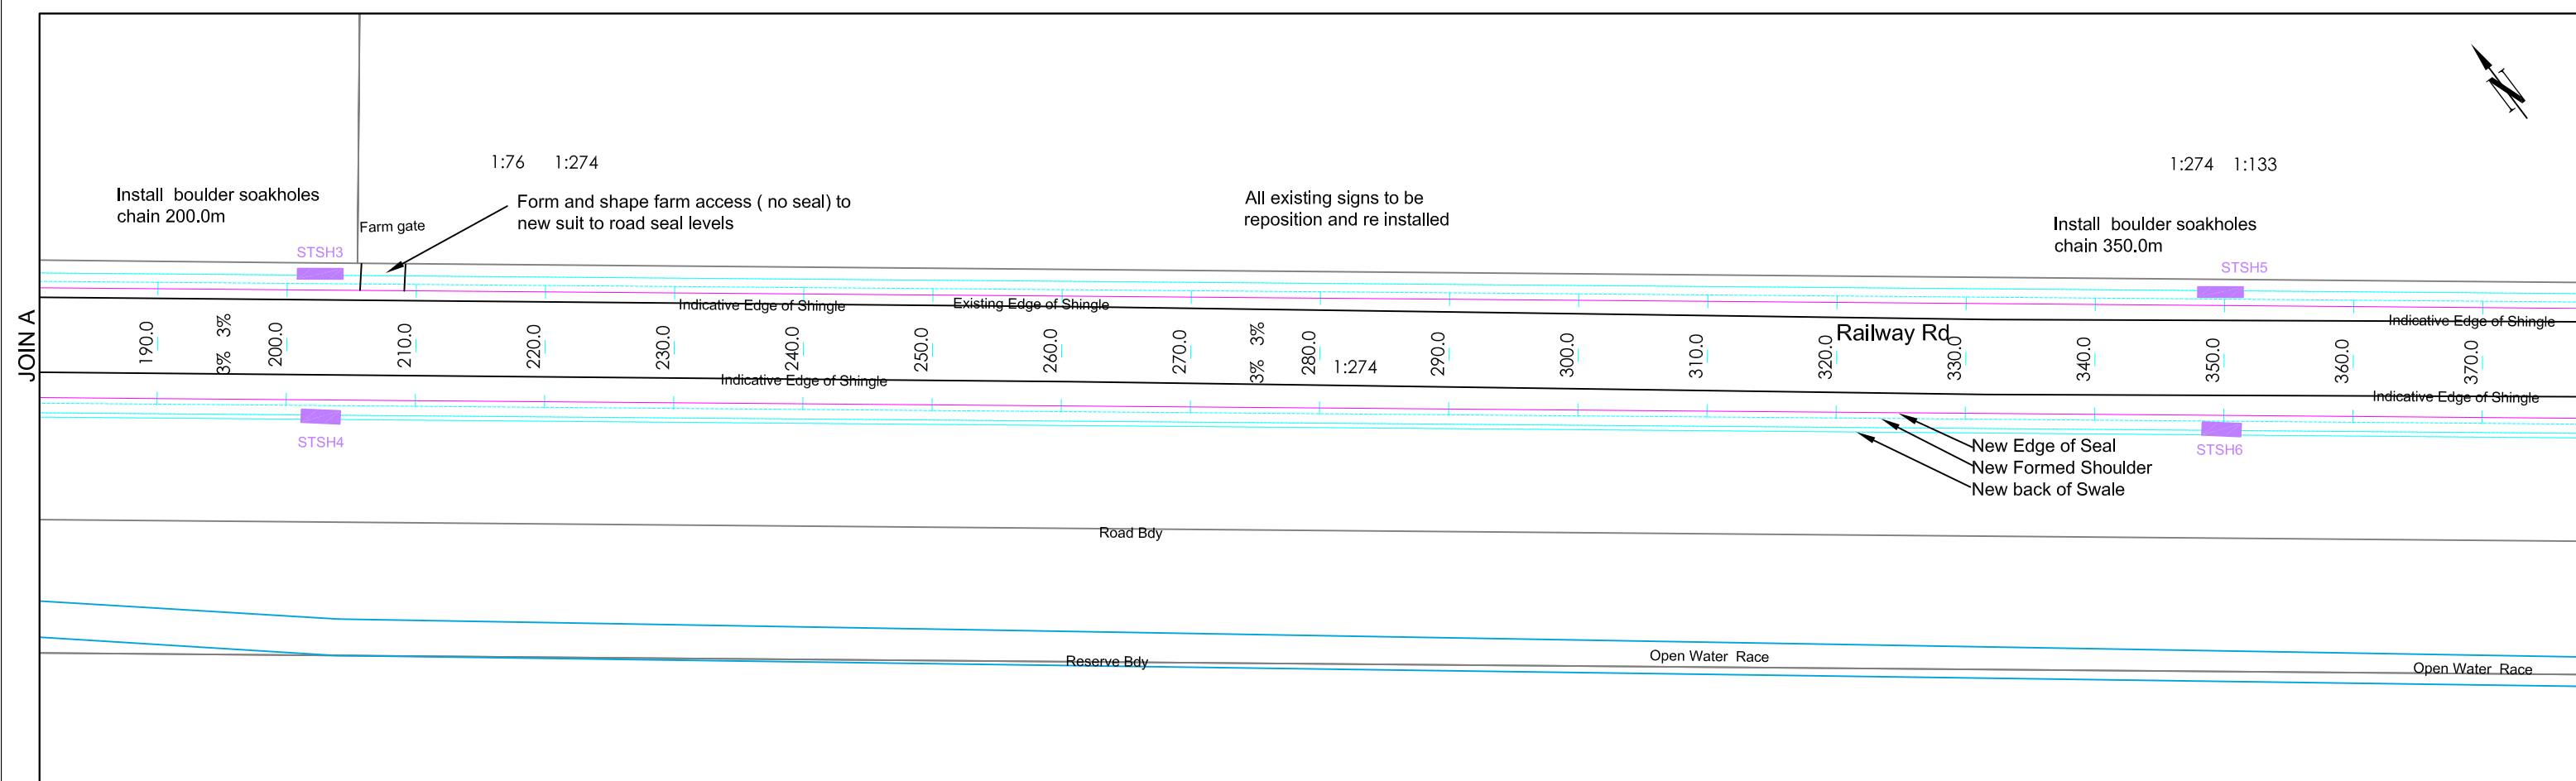 1:76 1:274
1:274 1:133
Install boulder soakholes
chain 200.0m
Form and shape farm access ( no seal) to
new suit to road seal levels
All existing signs to be
reposition and re installed
Install boulder soakholes
chain 350.0m
Farm gate
STSH3
STSH5
Indicative Edge of Shingle
Existing Edge of Shingle
Indicative Edge of Shingle
JOIN A
190.0
3% 3%
200.0
210.0
220.0
230.0
240.0
250.0
260.0
270.0
3% 3%
280.0
1:274
290.0
300.0
310.0
320.0
Railway Rd
330.0
340.0
350.0
360.0
370.0
Indicative Edge of Shingle
Indicative Edge of Shingle
STSH4
STSH6
New Edge of Seal
New Formed Shoulder
New back of Swale
Road Bdy
Reserve Bdy
Open Water Race
Open Water Race
N